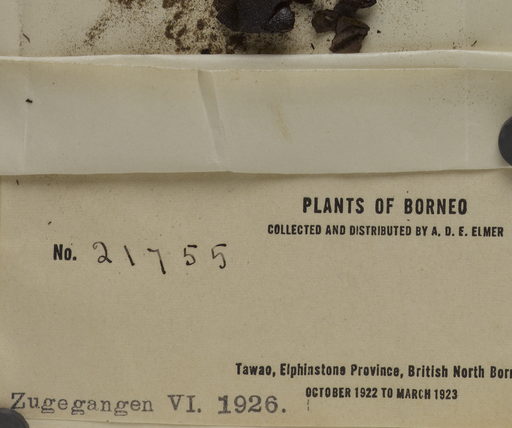 PLANTS OF BORNEO
COLLECTED AND DISTRIBUTED BY A. D. E. ELMER
No. 21755
Tawao, Elphinstone Province, British North Bor
OCTOBER 1922 TO MARCH 1923
Zugegangen VI. 1926.